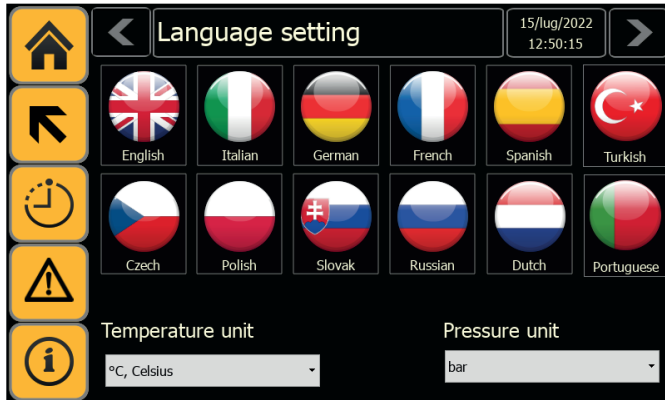 Language setting
15/lug/2022
12:50:15
English
Italian
German
French
Spanish
Turkish
Czech
Polish
Slovak
Russian
Dutch
Portuguese
Temperature unit
Pressure unit
°C, Celsius
bar